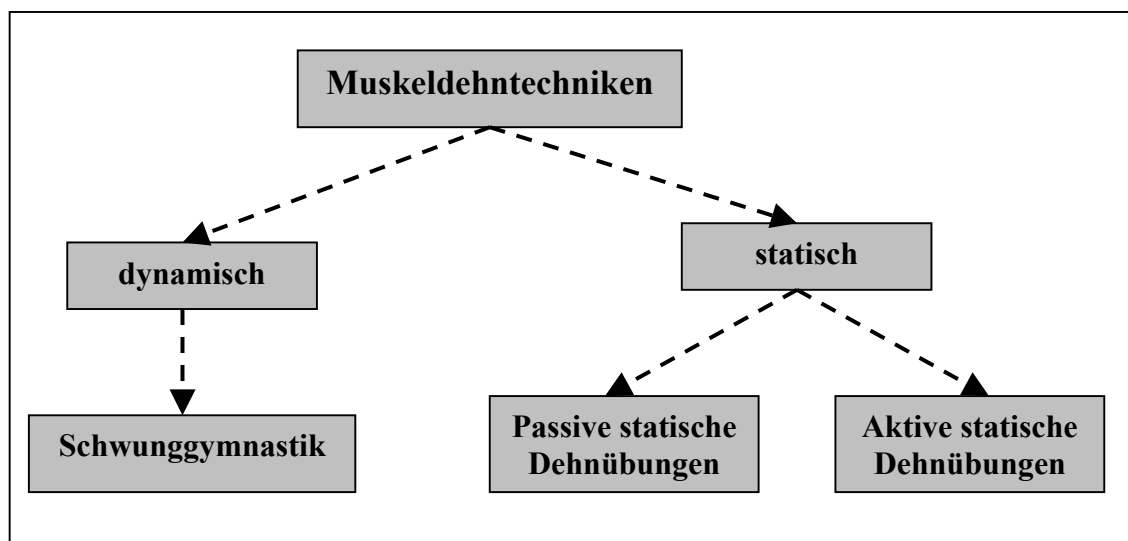 Muskeldehntechniken
dynamisch
statisch
Schwunggymnastik
Passive statische
Dehnübungen
Aktive statische
Dehnübungen